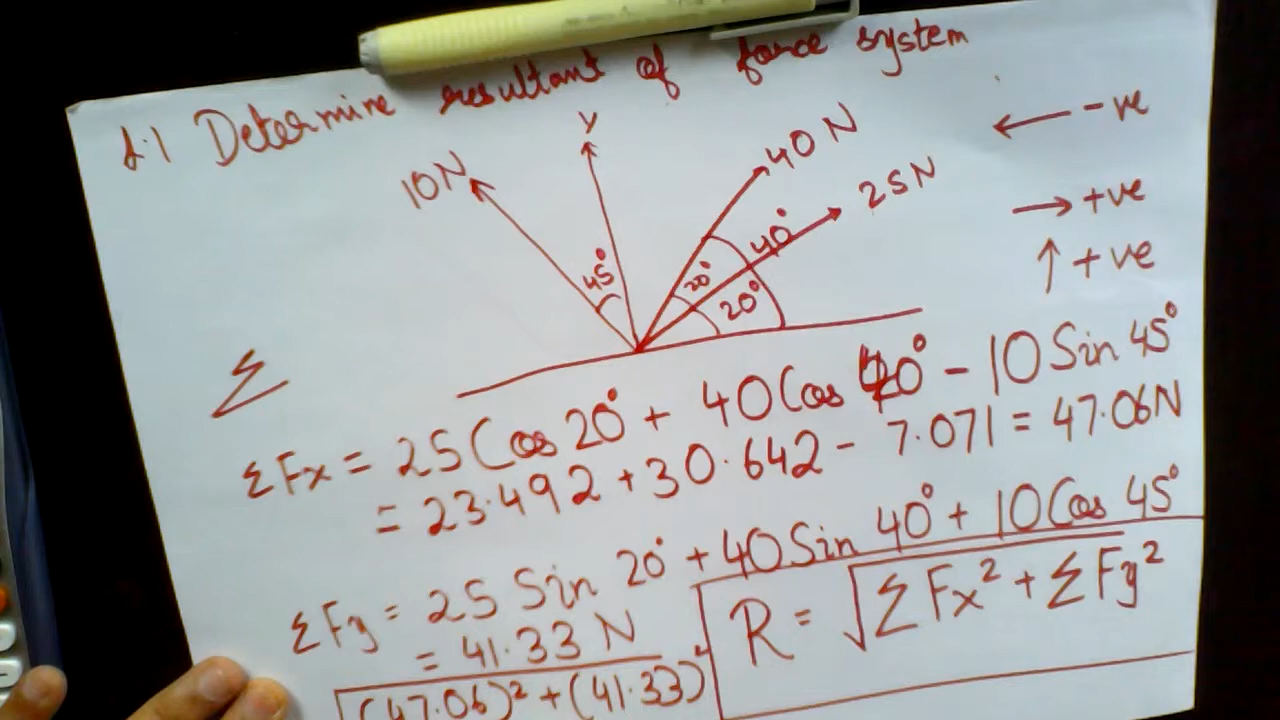 1.1 Determine resultant of force system
y
10N
40 N
25N
← -ve
→ +ve
↑ +ve
45°
20°
40°
20°
Σ
ΣFx = 25 Cos 20° + 40 Cos 40° - 10 Sin 45°
= 23.492 + 30.642 - 7.071 = 47.06N
ΣFy = 25 Sin 20° + 40 Sin 40° + 10 Cos 45°
= 41.33 N
R = √ΣFx² + ΣFy²
√(47.06)² + (41.33)²